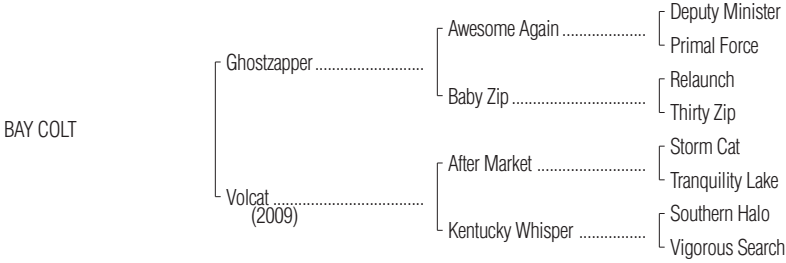 Deputy Minister
Awesome Again ....................
Primal Force
Ghostzapper ..........................
Relaunch
Baby Zip ................................
Thirty Zip
BAY COLT
Storm Cat
After Market ..........................
Tranquility Lake
Volcat ....................................
(2009)
Southern Halo
Kentucky Whisper ................
Vigorous Search